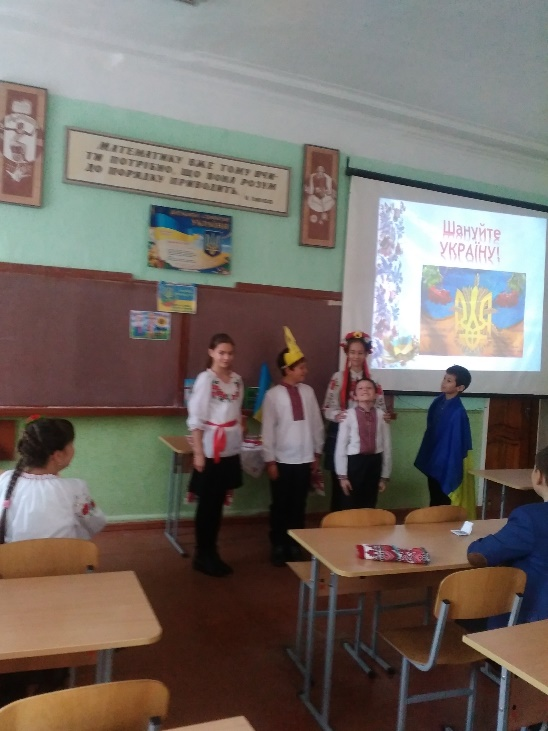 МАТЕМАТИКУ ВЖЕ ТОМУ ВЧИ-
ТИ ПОТРІБНО, ЩО ВОНА РОЗУМ
ДО ПОРЯДКУ ПРИВОДИТЬ.
Шануйте
УКРАЇНУ!